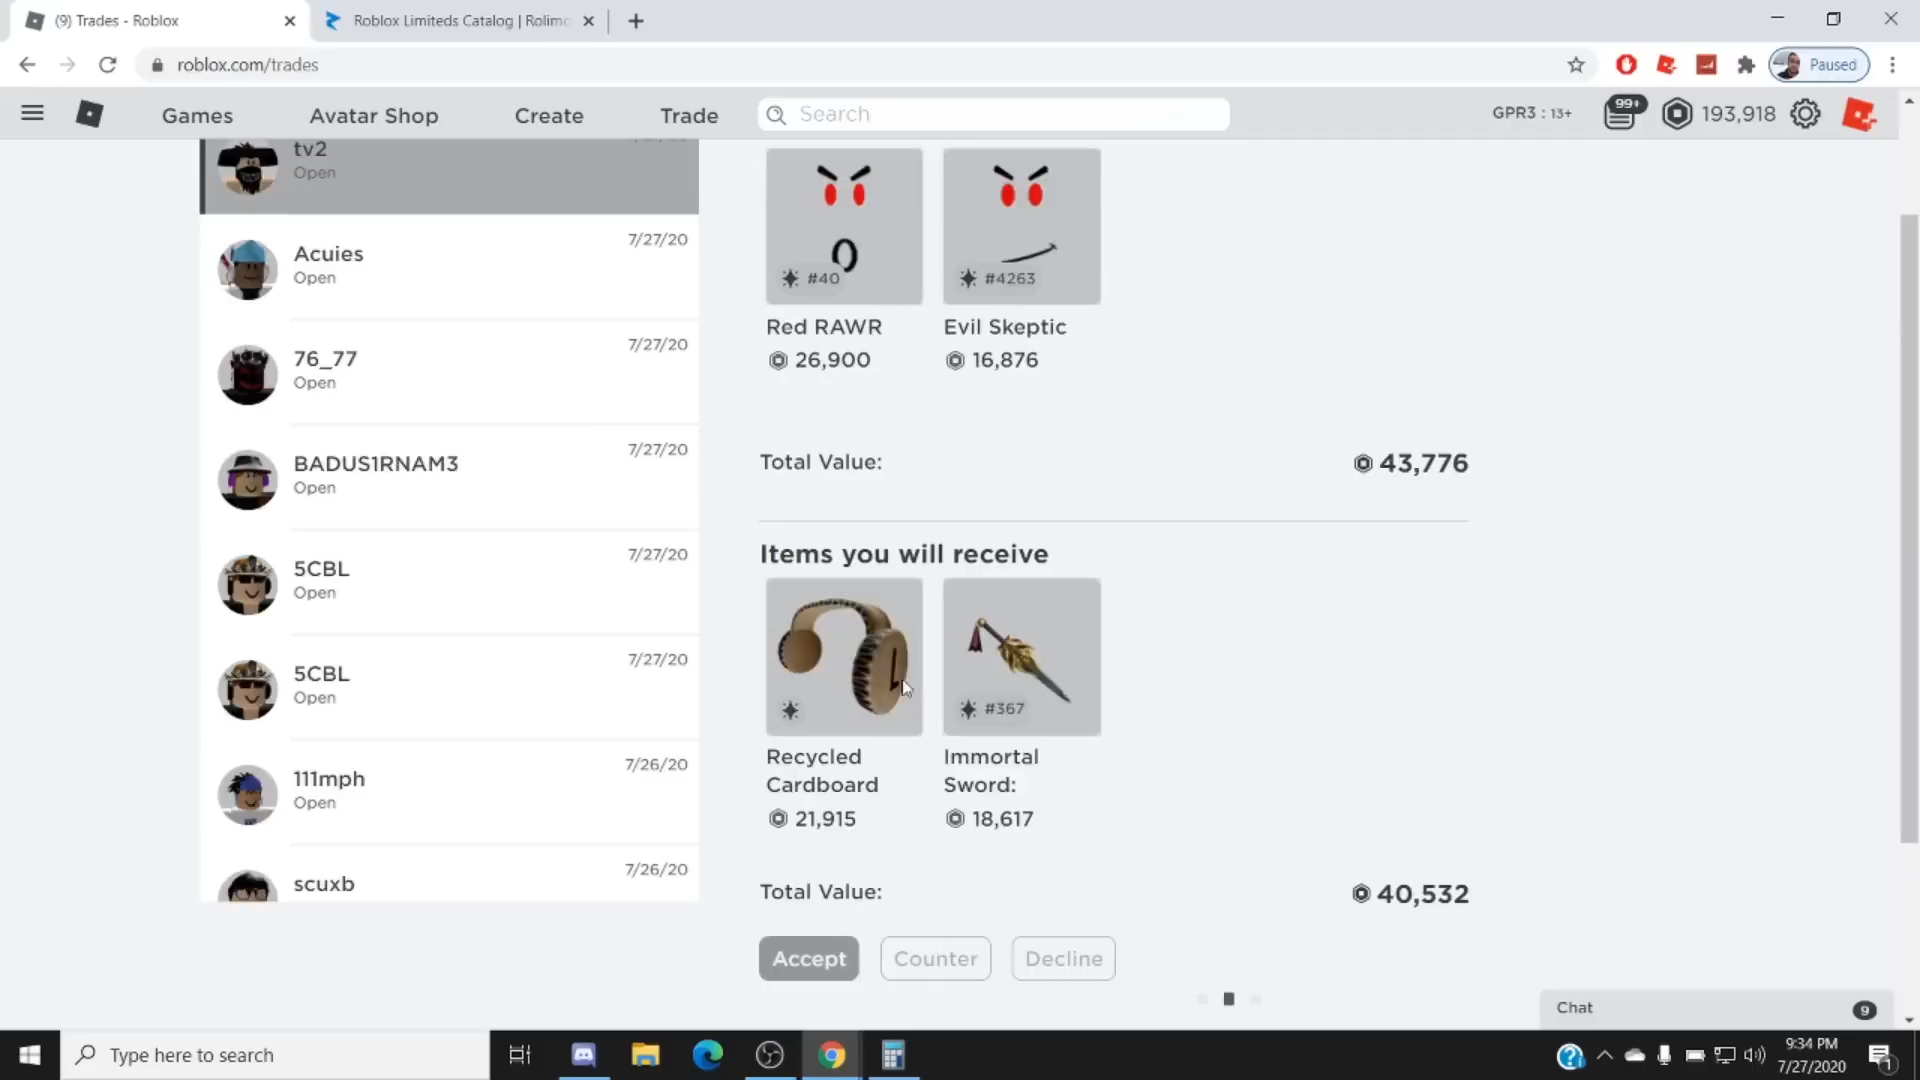 (9) Trades - Roblox
Roblox Limiteds Catalog | Rolimo
roblox.com/trades
Paused
Games
Avatar Shop
Create
Trade
Search
GPR3 : 13+
99+
193,918
tv2
Open
Acuies
Open
7/27/20
76_77
Open
7/27/20
BADUS1RNAM3
Open
7/27/20
5CBL
Open
7/27/20
5CBL
Open
7/27/20
111mph
Open
7/26/20
scuxb
7/26/20
#40
#4263
Red RAWR
Evil Skeptic
26,900
16,876
Total Value:
43,776
Items you will receive
L
#367
Recycled
Cardboard
Immortal
Sword:
21,915
18,617
Total Value:
40,532
Accept
Counter
Decline
Chat
9
Type here to search
9:34 PM
7/27/2020
1